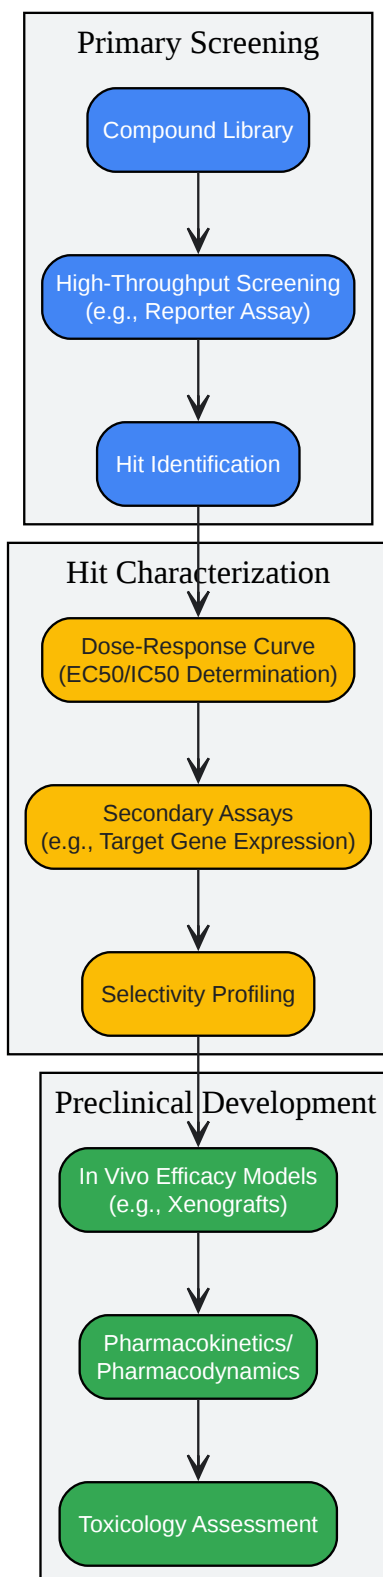 Primary Screening
Compound Library
High-Throughput Screening
(e.g., Reporter Assay)
Hit Identification
Hit Characterization
Dose-Response Curve
(EC50/IC50 Determination)
Secondary Assays
(e.g., Target Gene Expression)
Selectivity Profiling
Preclinical Development
In Vivo Efficacy Models
(e.g., Xenografts)
Pharmacokinetics/
Pharmacodynamics
Toxicology Assessment